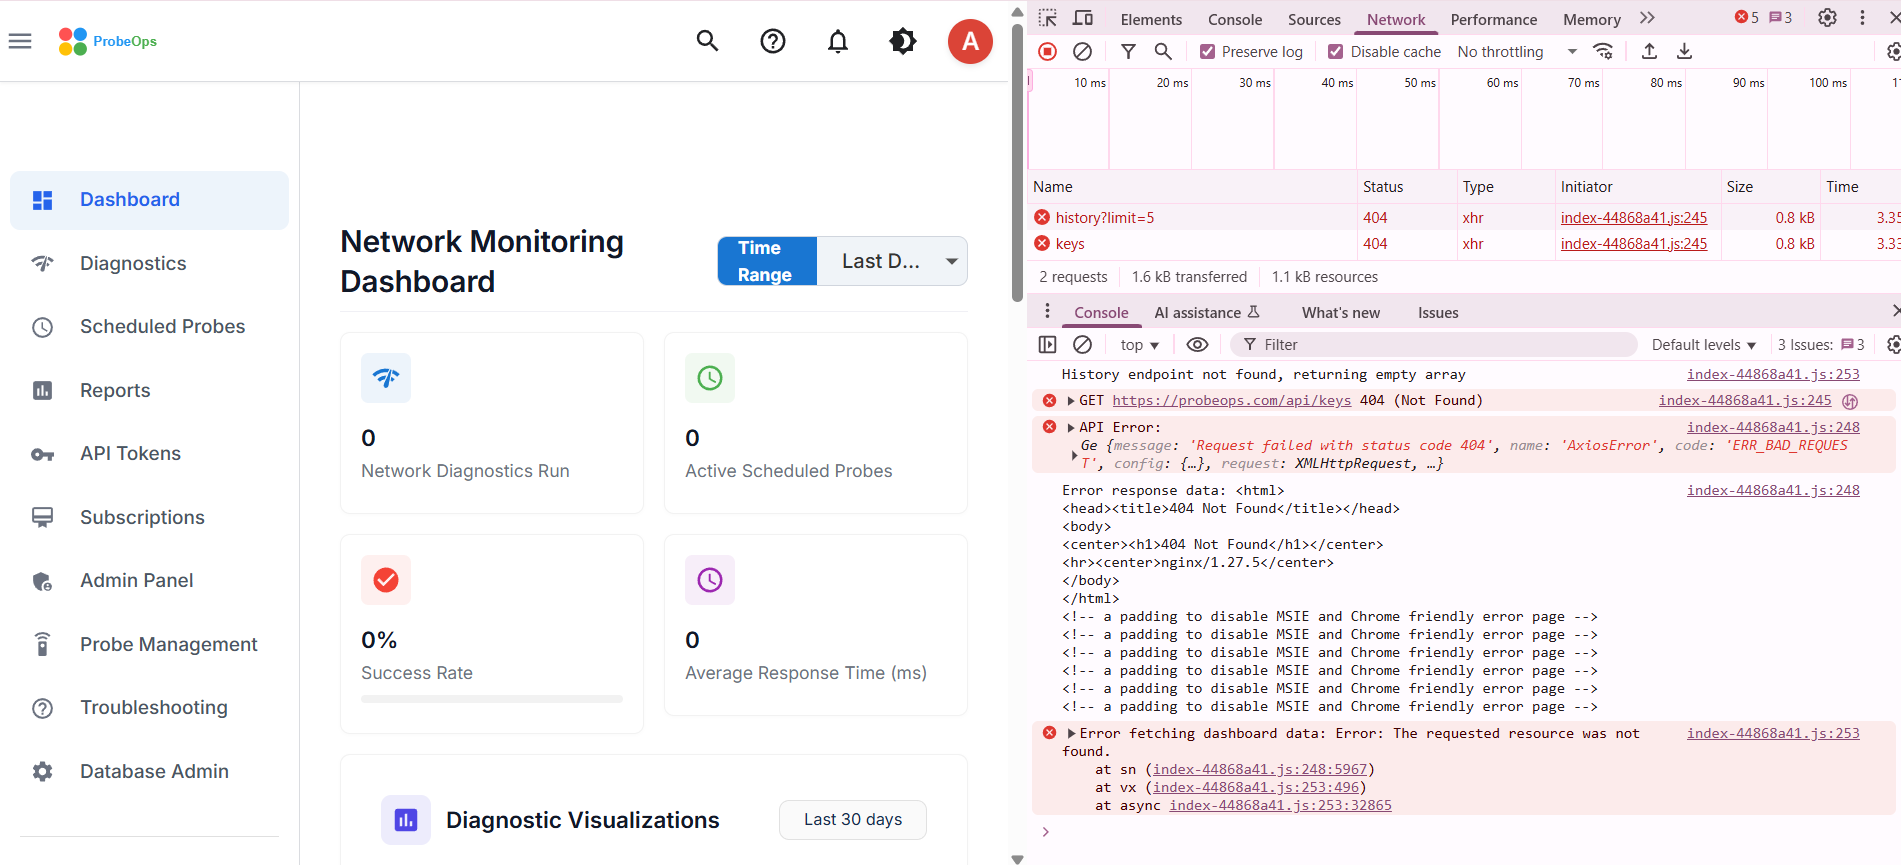 ProbeOps
A
Dashboard
Diagnostics
Scheduled Probes
Reports
API Tokens
Subscriptions
Admin Panel
Probe Management
Troubleshooting
Database Admin
Network Monitoring
Dashboard
Time
Range
Last D...
0
Network Diagnostics Run
0
Active Scheduled Probes
0%
Success Rate
0
Average Response Time (ms)
Diagnostic Visualizations
Last 30 days
Elements Console Sources Network Performance Memory 5 3
Preserve log Disable cache No throttling
10 ms 20 ms 30 ms 40 ms 50 ms 60 ms 70 ms 80 ms 90 ms 100 ms
Name Status Type Initiator Size Time
history?limit=5 404 xhr index-44868a41.js:245 0.8 kB 3.35
keys 404 xhr index-44868a41.js:245 0.8 kB 3.33
2 requests 1.6 kB transferred 1.1 kB resources
Console AI assistance What's new Issues
top Filter Default levels 3 Issues: 3
History endpoint not found, returning empty array index-44868a41.js:253
GET https://probeops.com/api/keys 404 (Not Found) index-44868a41.js:245
API Error: index-44868a41.js:248
Ge {message: 'Request failed with status code 404', name: 'AxiosError', code: 'ERR_BAD_REQUES
T', config: {…}, request: XMLHttpRequest, …}
Error response data: <html> index-44868a41.js:248
<head><title>404 Not Found</title></head>
<body>
<center><h1>404 Not Found</h1></center>
<hr><center>nginx/1.27.5</center>
</body>
</html>
<!-- a padding to disable MSIE and Chrome friendly error page -->
<!-- a padding to disable MSIE and Chrome friendly error page -->
<!-- a padding to disable MSIE and Chrome friendly error page -->
<!-- a padding to disable MSIE and Chrome friendly error page -->
<!-- a padding to disable MSIE and Chrome friendly error page -->
<!-- a padding to disable MSIE and Chrome friendly error page -->
Error fetching dashboard data: Error: The requested resource was not index-44868a41.js:253
found.
at sn (index-44868a41.js:248:5967)
at vx (index-44868a41.js:253:496)
at async index-44868a41.js:253:32865